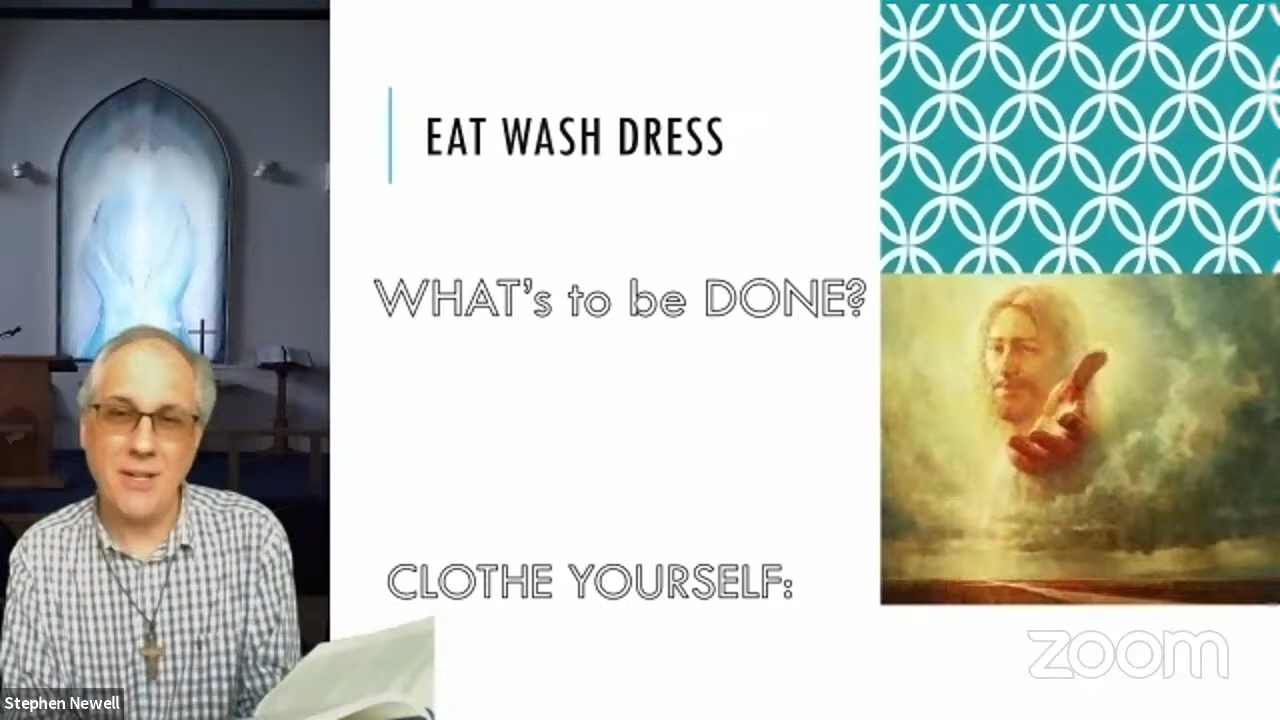 EAT WASH DRESS
WHAT's to be DONE?
CLOTHE YOURSELF:
zoom
Stephen Newell